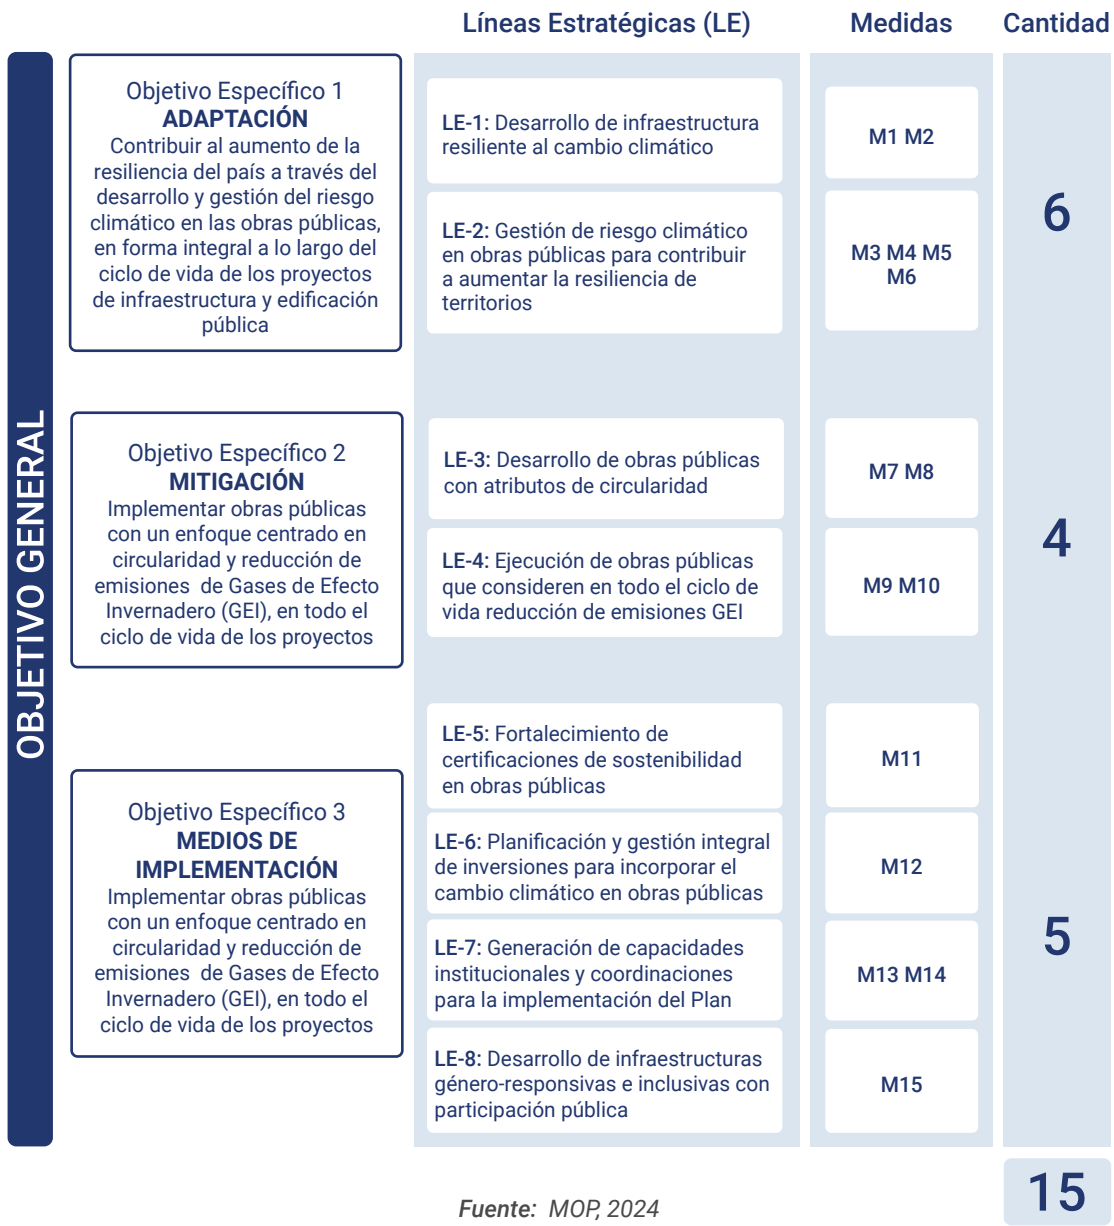 Líneas Estratégicas (LE)
Medidas
Cantidad
OBJETIVO GENERAL
Objetivo Específico 1
ADAPTACIÓN
Contribuir al aumento de la
resiliencia del país a través del
desarrollo y gestión del riesgo
climático en las obras públicas,
en forma integral a lo largo del
ciclo de vida de los proyectos
de infraestructura y edificación
pública
LE-1: Desarrollo de infraestructura
resiliente al cambio climático
M1 M2
LE-2: Gestión de riesgo climático
en obras públicas para contribuir
a aumentar la resiliencia de
territorios
M3 M4 M5
M6
6
Objetivo Específico 2
MITIGACIÓN
Implementar obras públicas
con un enfoque centrado en
circularidad y reducción de
emisiones de Gases de Efecto
Invernadero (GEI), en todo el
ciclo de vida de los proyectos
LE-3: Desarrollo de obras públicas
con atributos de circularidad
M7 M8
LE-4: Ejecución de obras públicas
que consideren en todo el ciclo de
vida reducción de emisiones GEI
M9 M10
4
Objetivo Específico 3
MEDIOS DE
IMPLEMENTACIÓN
Implementar obras públicas
con un enfoque centrado en
circularidad y reducción de
emisiones de Gases de Efecto
Invernadero (GEI), en todo el
ciclo de vida de los proyectos
LE-5: Fortalecimiento de
certificaciones de sostenibilidad
en obras públicas
M11
LE-6: Planificación y gestión integral
de inversiones para incorporar el
cambio climático en obras públicas
M12
LE-7: Generación de capacidades
institucionales y coordinaciones
para la implementación del Plan
M13 M14
LE-8: Desarrollo de infraestructuras
género-responsivas e inclusivas con
participación pública
M15
5
15
Fuente: MOP, 2024